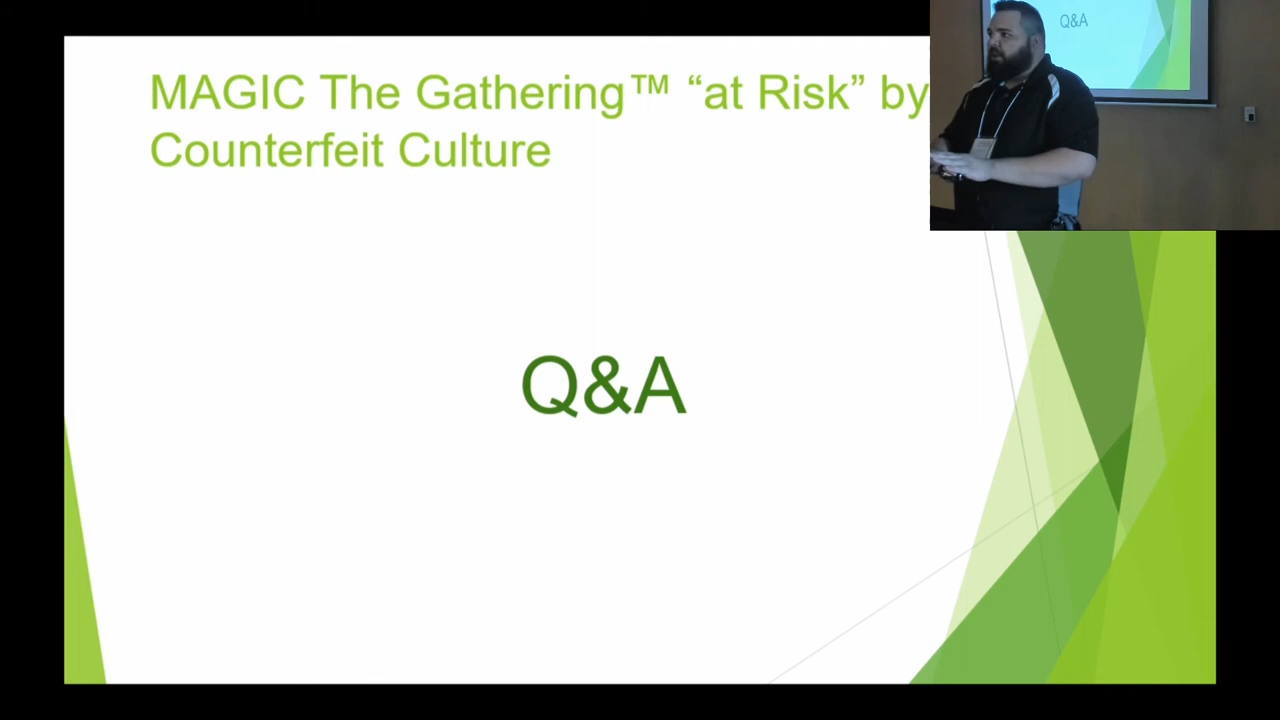 MAGIC The Gathering™ “at Risk” by
Counterfeit Culture
Q&A
Q&A